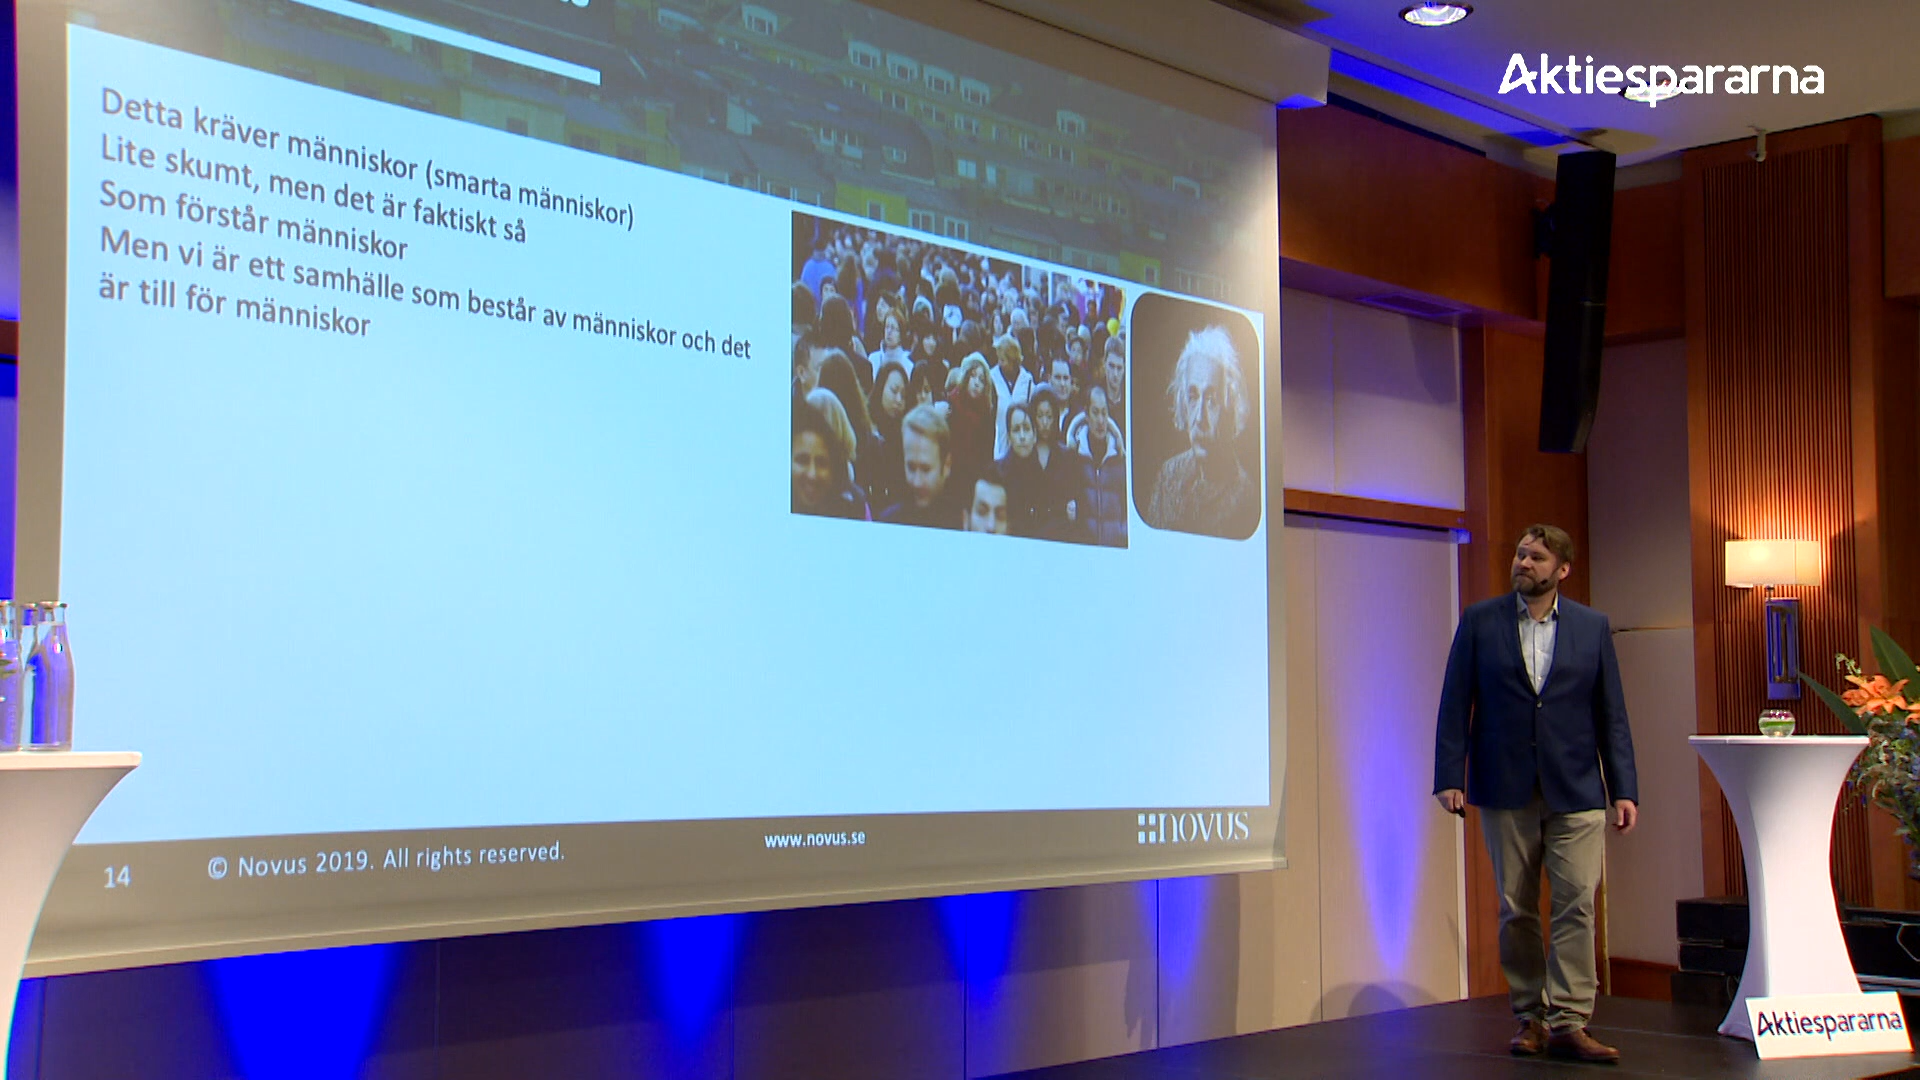 Aktiespararna
Detta kräver människor (smarta människor)
Lite skumt, men det är faktiskt så
Som förstår människor
Men vi är ett samhälle som består av människor och det
är till för människor
14
© Novus 2019. All rights reserved.
www.novus.se
novus
Aktiespararna